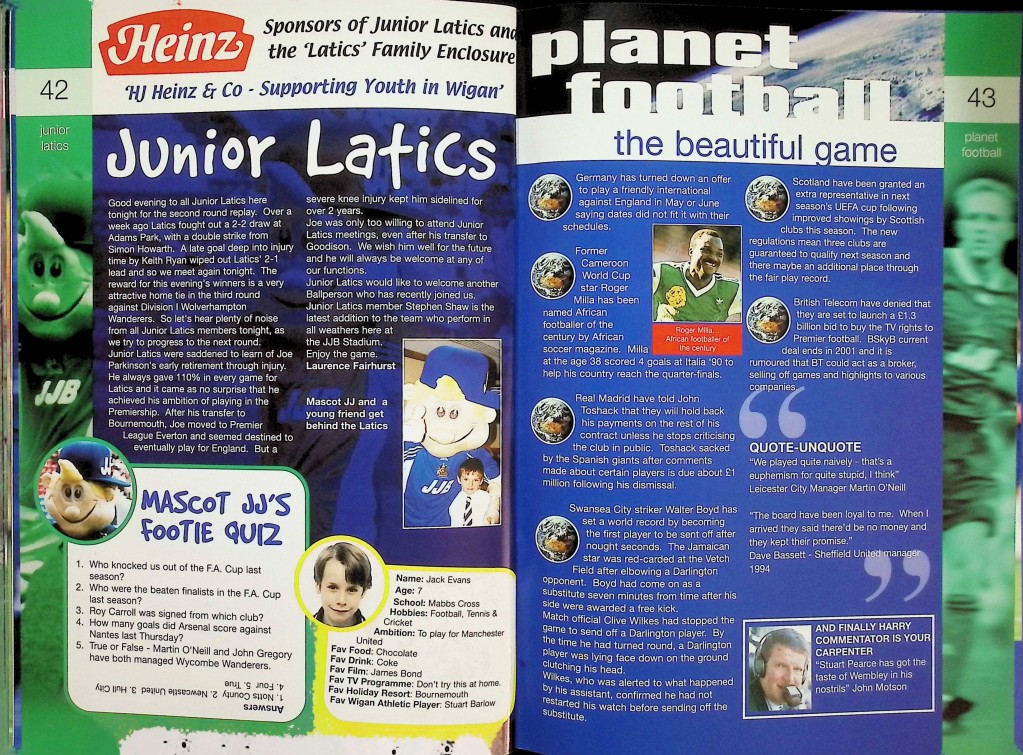 Heinz
Sponsors of Junior Latics and
the 'Latics' Family Enclosure
'HJ Heinz & Co - Supporting Youth in Wigan'
42
junior
latics
Junior Latics
Good evening to all Junior Latics here
tonight for the second round replay. Over a
week ago Latics fought out a 2-2 draw at
Adams Park, with a double strike from
Simon Howarth. A late goal deep into injury
time by Keith Ryan wiped out Latics' 2-1
lead and so we meet again tonight. The
reward for this evening's winners is a very
attractive home tie in the third round
against Division I Wolverhampton
Wanderers. So let's hear plenty of noise
from all Junior Latics members tonight, as
we try to progress to the next round.
Junior Latics were saddened to learn of Joe
Parkinson's early retirement through injury.
He always gave 110% in every game for
Latics and it came as no surprise that he
achieved his ambition of playing in the
Premiership. After his transfer to
Bournemouth, Joe moved to Premier
League Everton and seemed destined to
eventually play for England. But a
severe knee injury kept him sidelined for
over 2 years.
Joe was only too willing to attend Junior
Latics meetings, even after his transfer to
Goodison. We wish him well for the future
and he will always be welcome at any of
our functions.
Junior Latics would like to welcome another
Ballperson who has recently joined us.
Junior Latics member Stephen Shaw is the
latest addition to the team who perform in
all weathers here at
the JJB Stadium.
Enjoy the game.
Laurence Fairhurst
Mascot JJ and a
young friend get
behind the Latics
JJB
JJB
MASCOT JJ'S
FOOTIE QUIZ
1. Who knocked us out of the F.A. Cup last
season?
2. Who were the beaten finalists in the F.A. Cup
last season?
3. Roy Carroll was signed from which club?
4. How many goals did Arsenal score against
Nantes last Thursday?
5. True or False - Martin O'Neill and John Gregory
have both managed Wycombe Wanderers.
Answers
1. Notts County 2. Newcastle United 3. Hull City
4. Four 5. True
Name: Jack Evans
Age: 7
School: Mabbs Cross
Hobbies: Football, Tennis &
Cricket
Ambition: To play for Manchester
United
Fav Food: Chocolate
Fav Drink: Coke
Fav Film: James Bond
Fav TV Programme: Don't try this at home.
Fav Holiday Resort: Bournemouth
Fav Wigan Athletic Player: Stuart Barlow
planet
football
the beautiful game
43
planet
football
Germany has turned down an offer
to play a friendly international
against England in May or June
saying dates did not fit it with their
schedules.
Former
Cameroon
World Cup
star Roger
Milla has been
named African
footballer of the
century by African
soccer magazine. Milla
at the age 38 scored 4 goals at Italia '90 to
help his country reach the quarter-finals.
Roger Milla...
African footballer of
the century
Real Madrid have told John
Toshack that they will hold back
his payments on the rest of his
contract unless he stops criticising
the club in public. Toshack sacked
by the Spanish giants after comments
made about certain players is due about £1
million following his dismissal.
Swansea City striker Walter Boyd has
set a world record by becoming
the first player to be sent off after
nought seconds. The Jamaican
star was red-carded at the Vetch
Field after elbowing a Darlington
opponent. Boyd had come on as a
substitute seven minutes from time after his
side were awarded a free kick.
Match official Clive Wilkes had stopped the
game to send off a Darlington player. By
the time he had turned round, a Darlington
player was lying face down on the ground
clutching his head.
Wilkes, who was alerted to what happened
by his assistant, confirmed he had not
restarted his watch before sending off the
substitute.
Scotland have been granted an
extra representative in next
season's UEFA cup following
improved showings by Scottish
clubs this season. The new
regulations mean three clubs are
guaranteed to qualify next season and
there maybe an additional place through
the fair play record.
British Telecom have denied that
they are set to launch a £1.3
billion bid to buy the TV rights to
Premier football. BSkyB current
deal ends in 2001 and it is
rumoured that BT could act as a broker,
selling off games and highlights to various
companies.
QUOTE-UNQUOTE
"We played quite naively - that's a
euphemism for quite stupid, I think"
Leicester City Manager Martin O'Neill
"The board have been loyal to me. When I
arrived they said there'd be no money and
they kept their promise."
Dave Bassett - Sheffield United manager
1994
AND FINALLY HARRY
COMMENTATOR IS YOUR
CARPENTER
"Stuart Pearce has got the
taste of Wembley in his
nostrils" John Motson